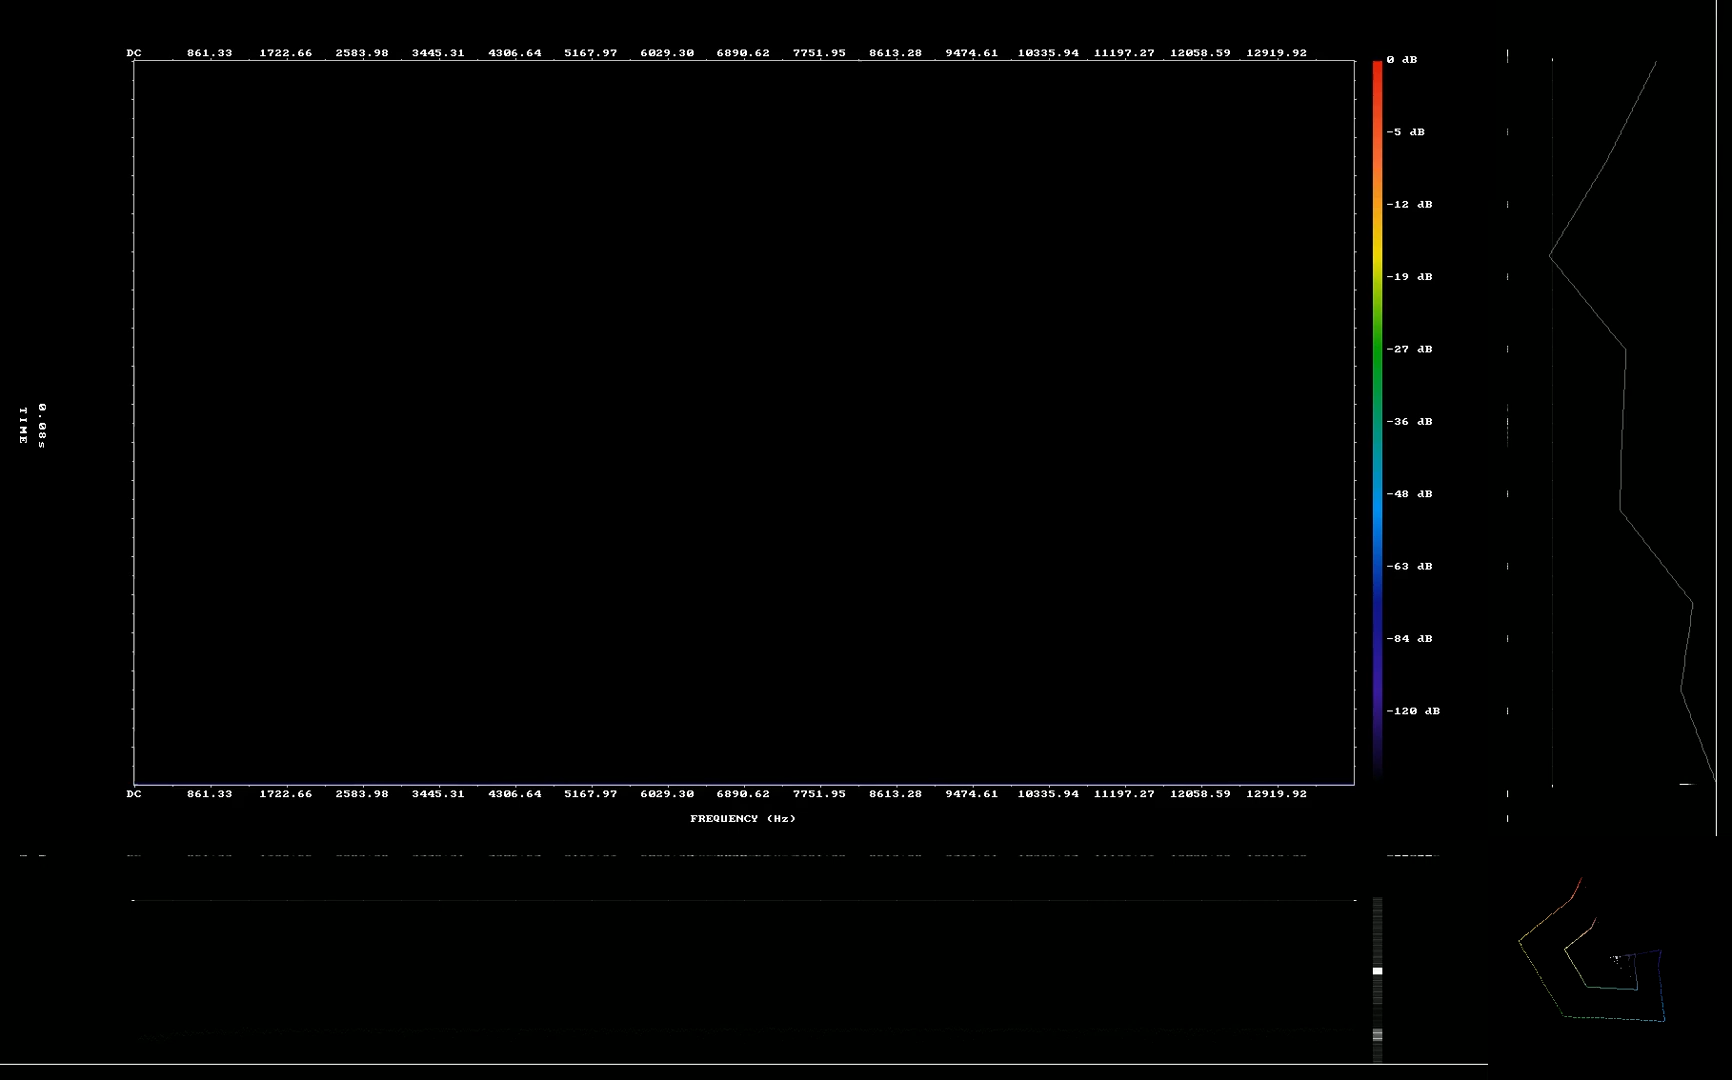 DC 861.33 1722.66 2583.98 3445.31 4306.64 5167.97 6029.30 6890.62 7751.95 8613.28 9474.61 10335.94 11197.27 12058.59 12919.92
0 dB
-5 dB
-12 dB
-19 dB
-27 dB
-36 dB
-48 dB
-63 dB
-84 dB
-120 dB
TIME
0.08s
DC 861.33 1722.66 2583.98 3445.31 4306.64 5167.97 6029.30 6890.62 7751.95 8613.28 9474.61 10335.94 11197.27 12058.59 12919.92
FREQUENCY (Hz)